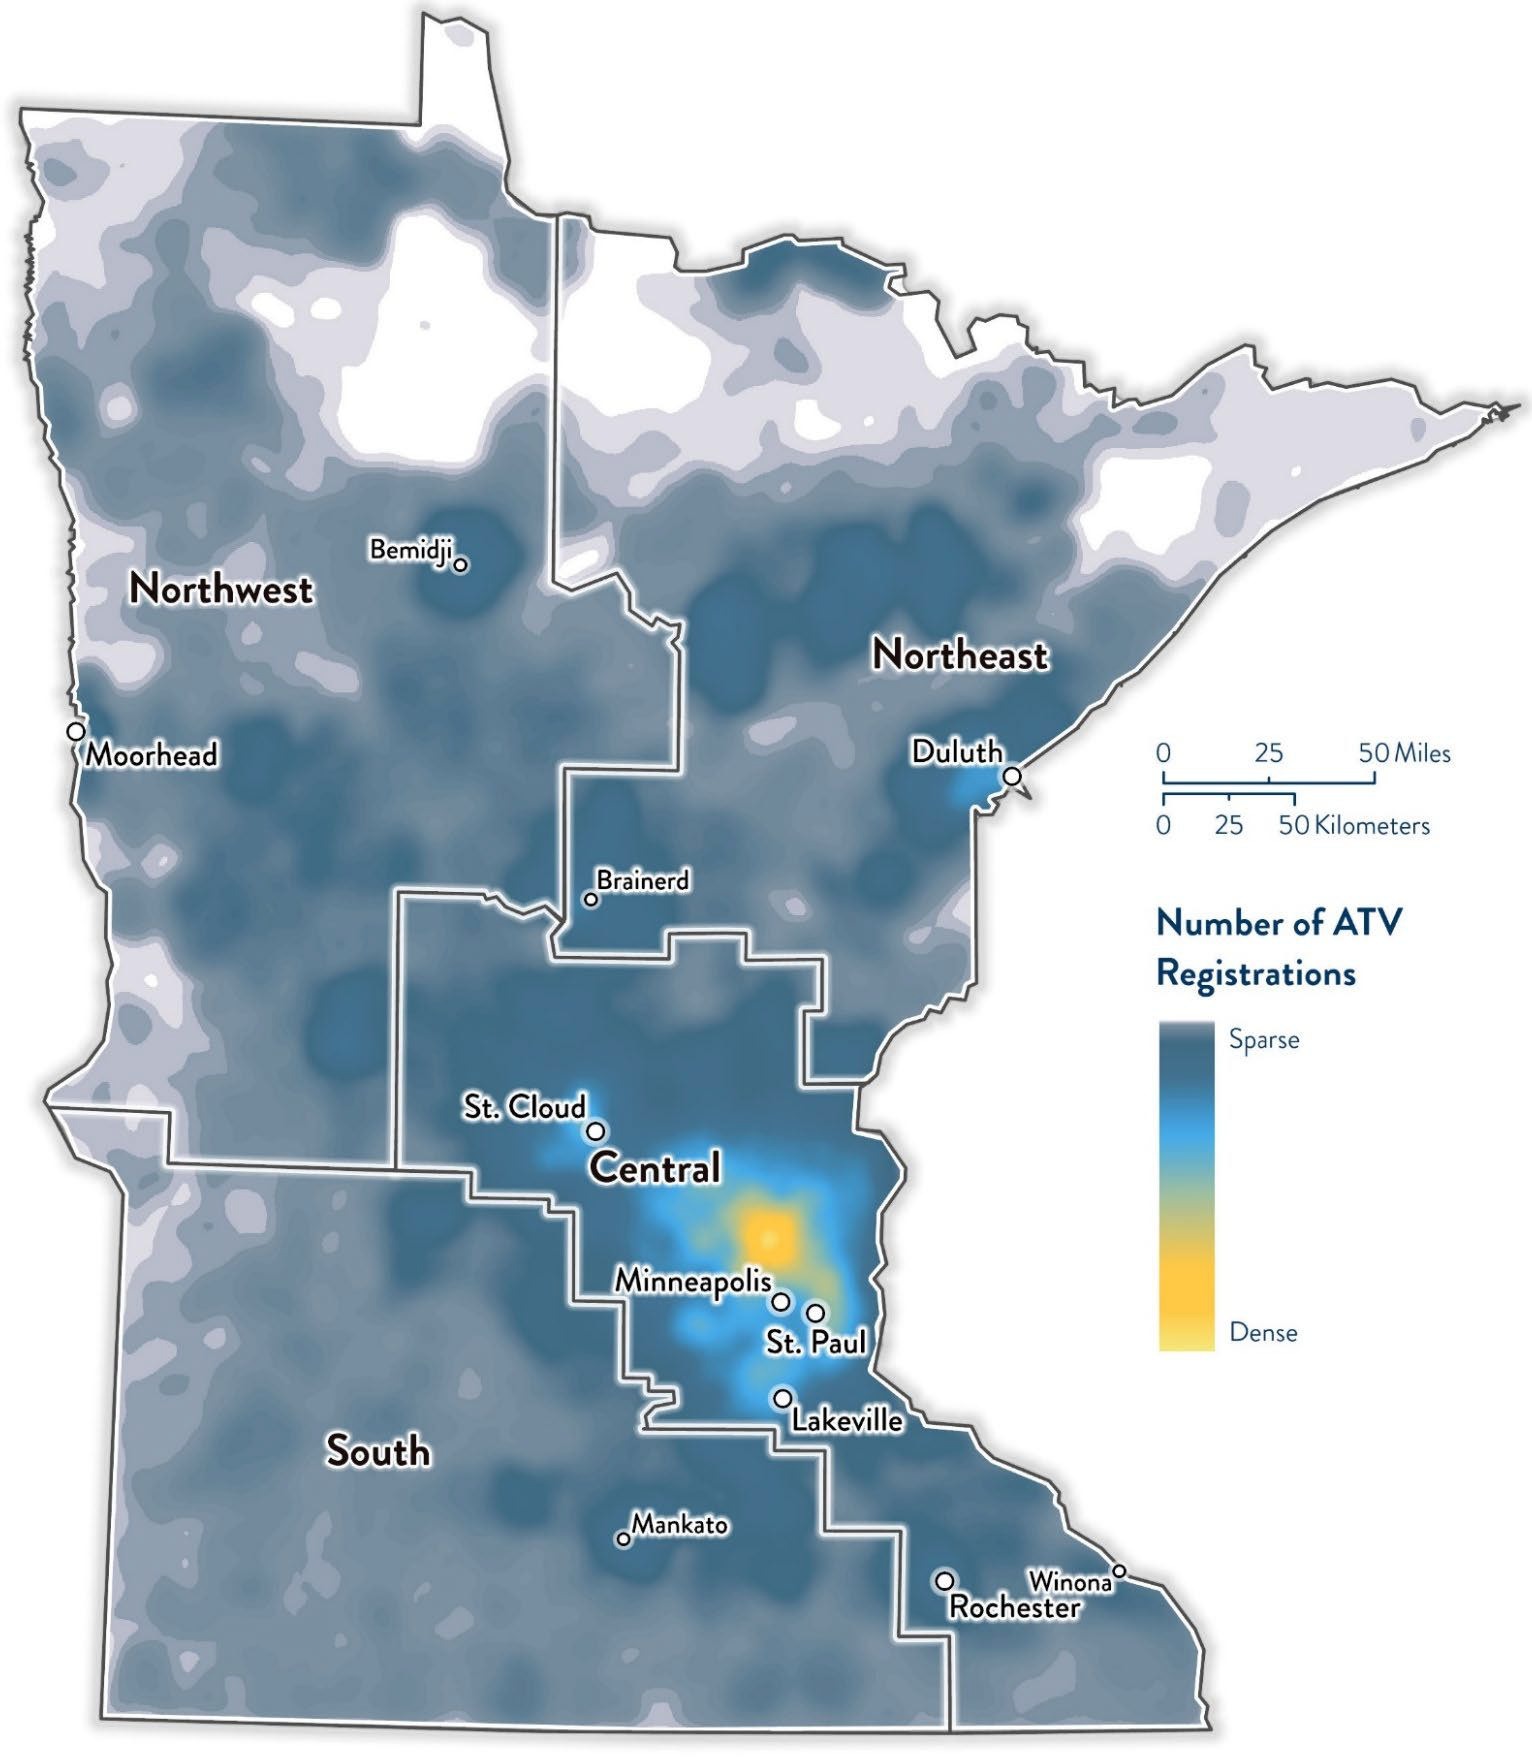 Bemidji
Northwest
Northeast
Moorhead
Duluth
0 25 50 Miles
0 25 50 Kilometers
Brainerd
Number of ATV
Registrations
Sparse
St. Cloud
Central
Minneapolis
St. Paul
Dense
Lakeville
South
Mankato
Winona
Rochester